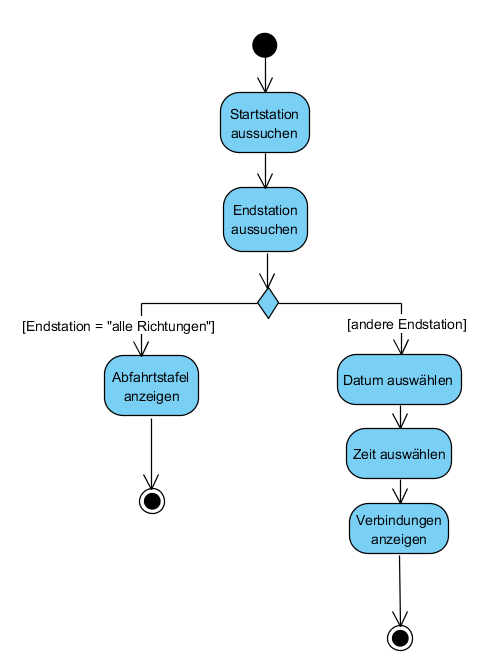 Startstation
aussuchen
Endstation
aussuchen
[Endstation = "alle Richtungen"]
[andere Endstation]
Abfahrtstafel
anzeigen
Datum auswählen
Zeit auswählen
Verbindungen
anzeigen